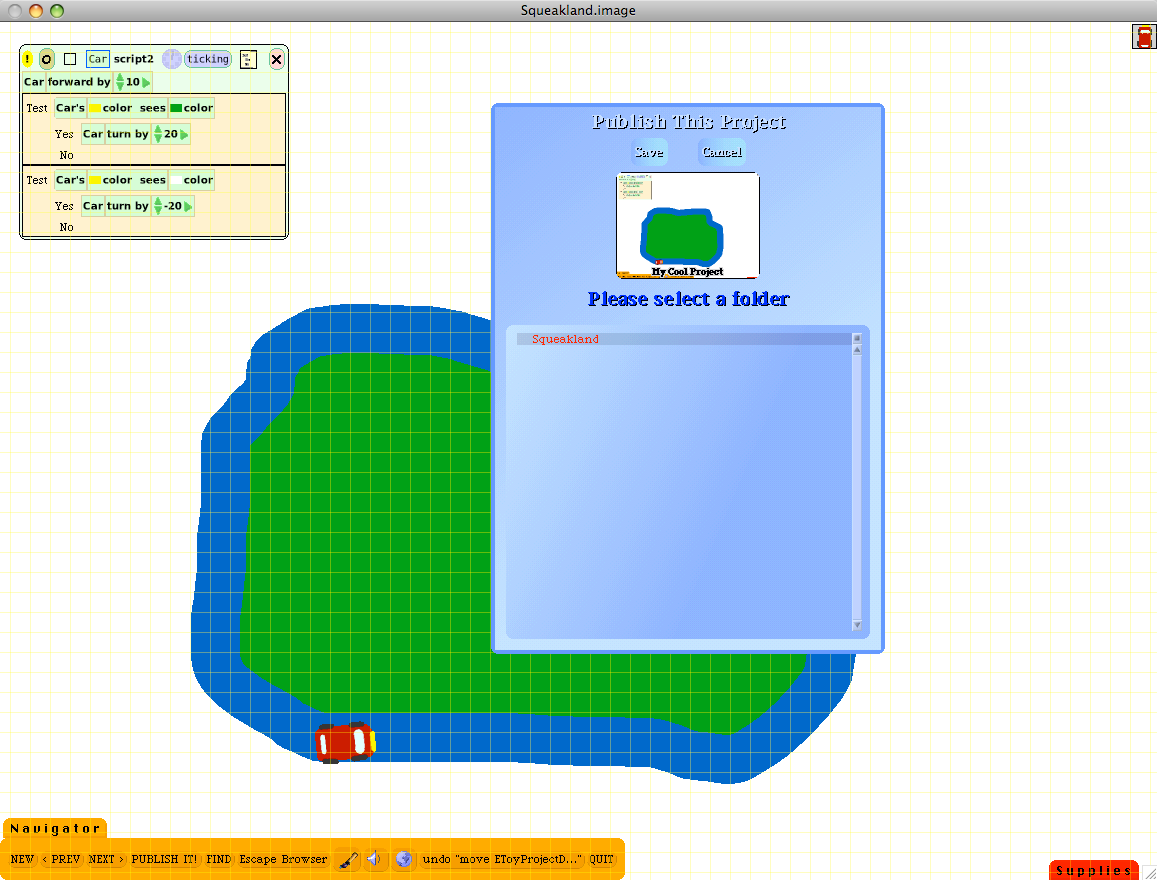 Squeakland.image
! Car script2 ticking
Car forward by 10
Test Car's color sees color
Yes Car turn by 20
No
Test Car's color sees color
Yes Car turn by -20
No
Publish This Project
Save Cancel
My Cool Project
Please select a folder
Squeakland
Navigator
NEW < PREV NEXT > PUBLISH IT! FIND Escape Browser undo "move EToyProjectD..." QUIT
Supplies